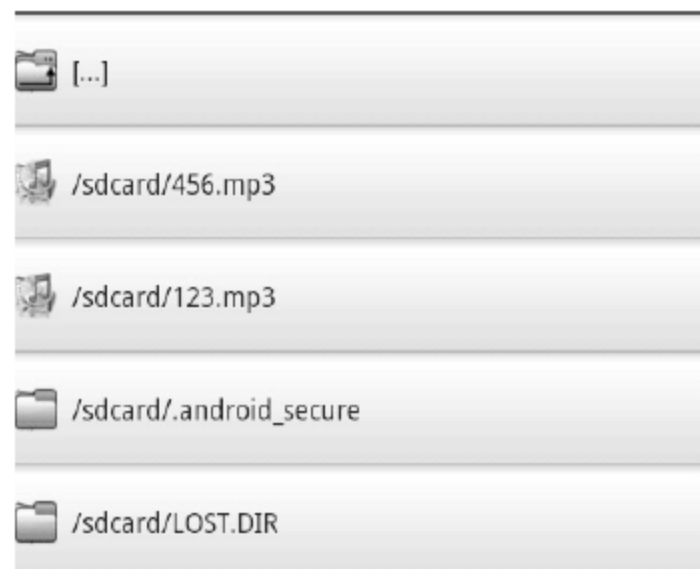 [...]
/sdcard/456.mp3
/sdcard/123.mp3
/sdcard/.android_secure
/sdcard/LOST.DIR